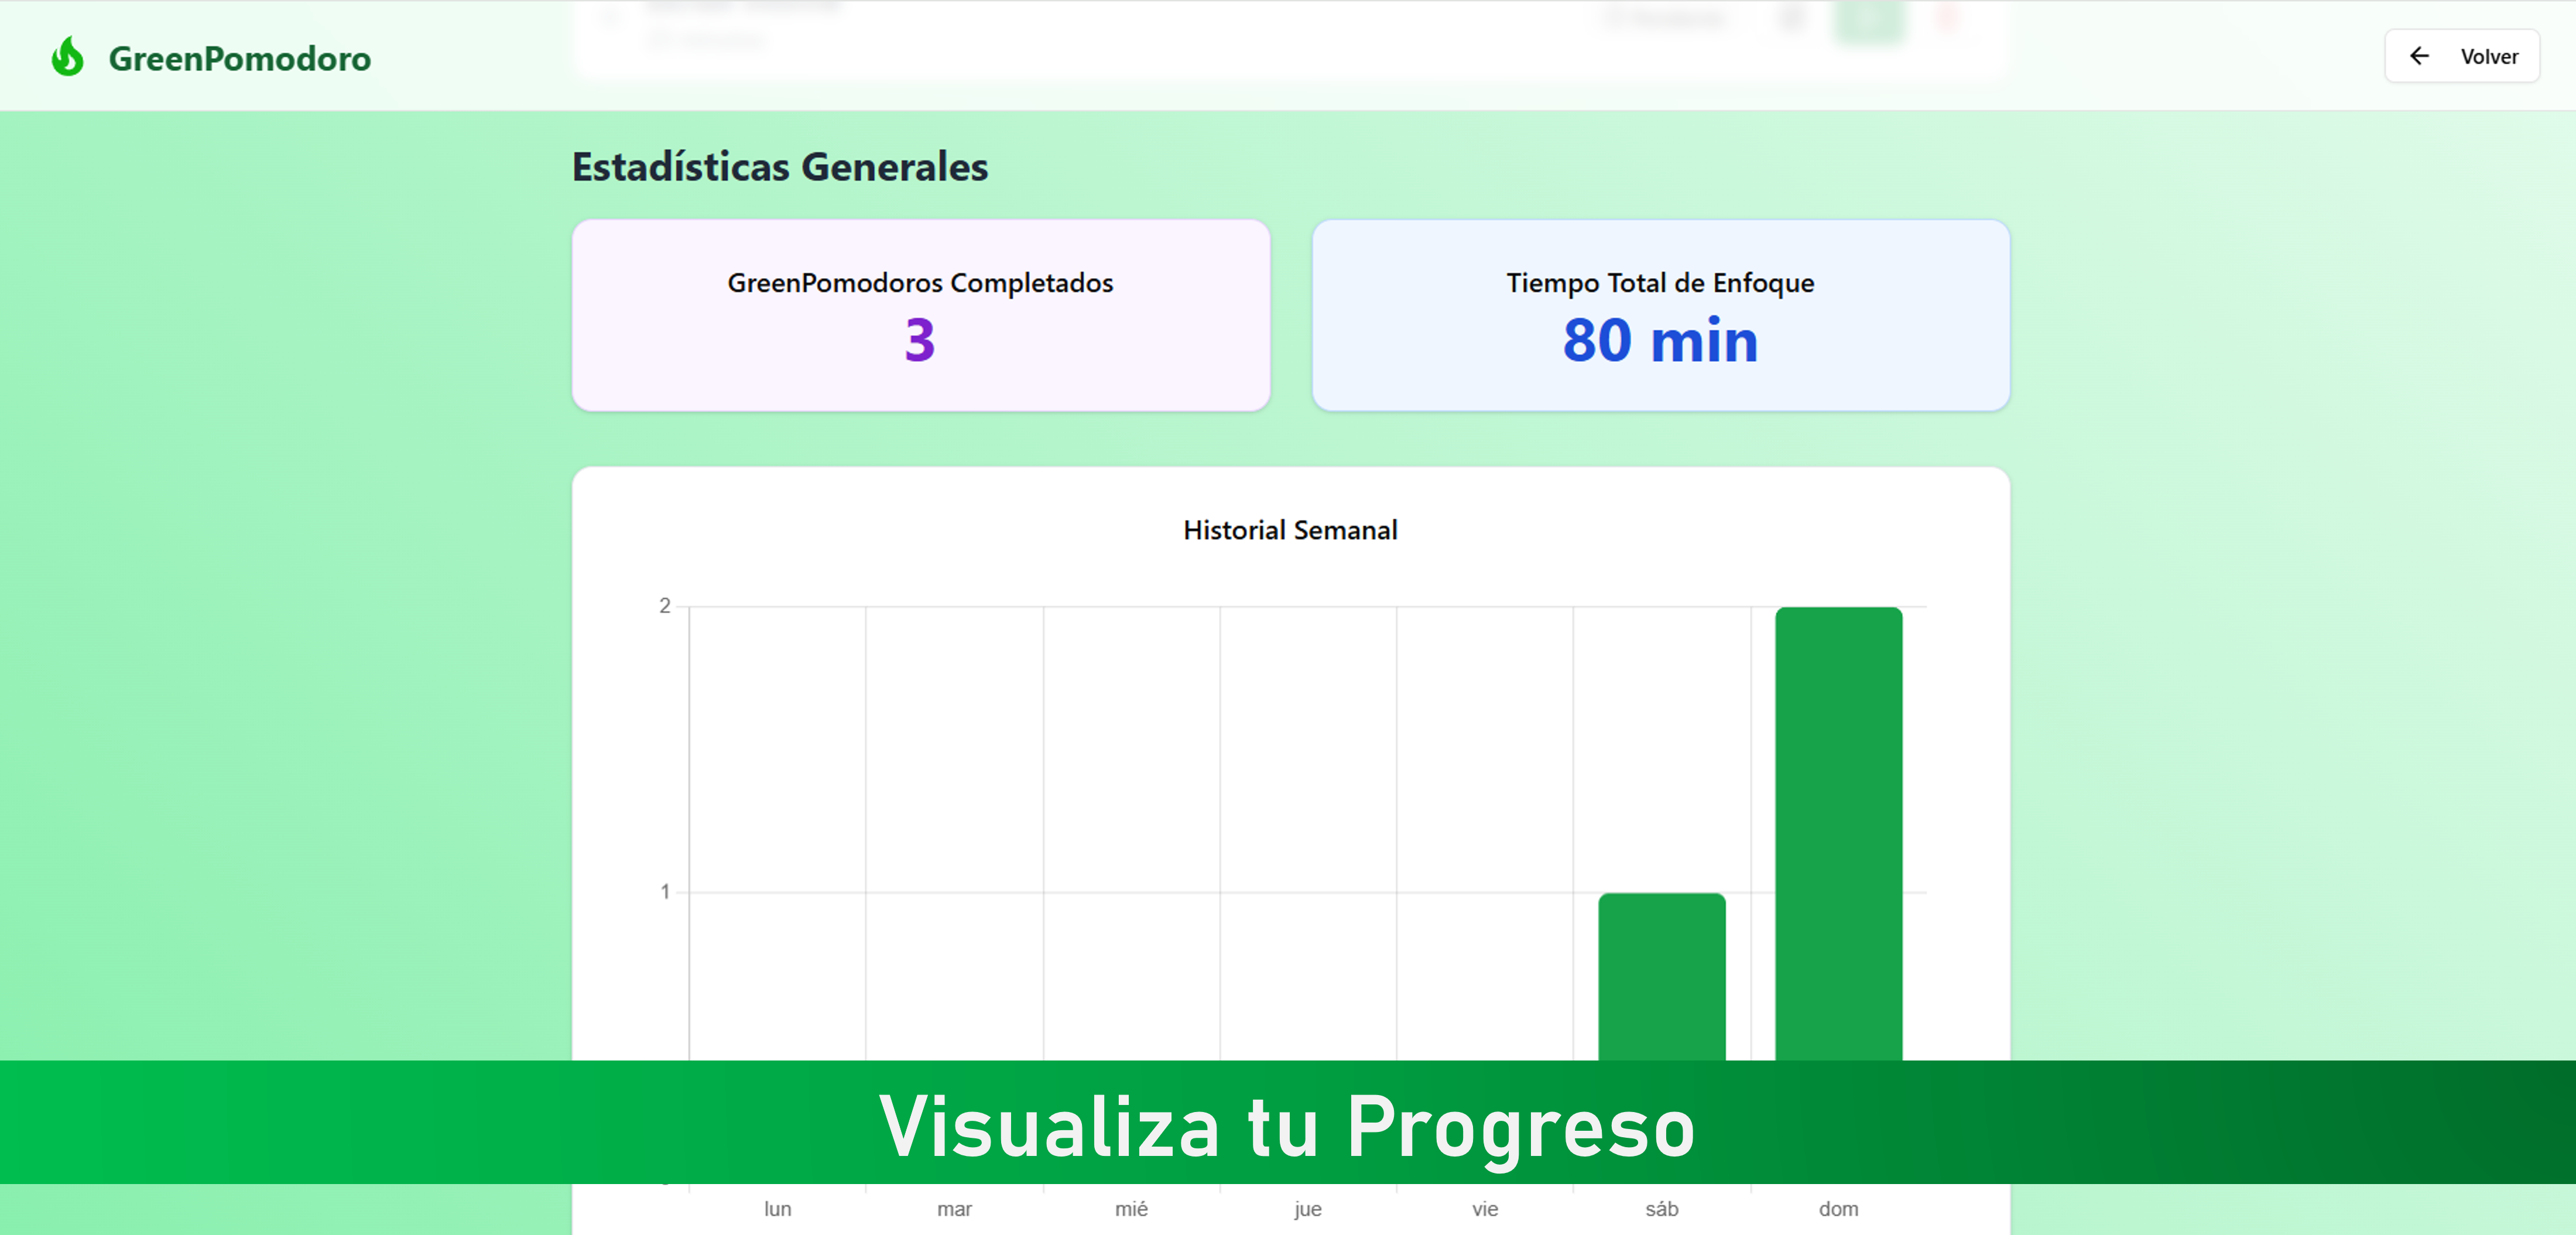 GreenPomodoro
Volver
Estadísticas Generales
GreenPomodoros Completados
3
Tiempo Total de Enfoque
80 min
Historial Semanal
2
1
Visualiza tu Progreso
lun mar mié jue vie sáb dom